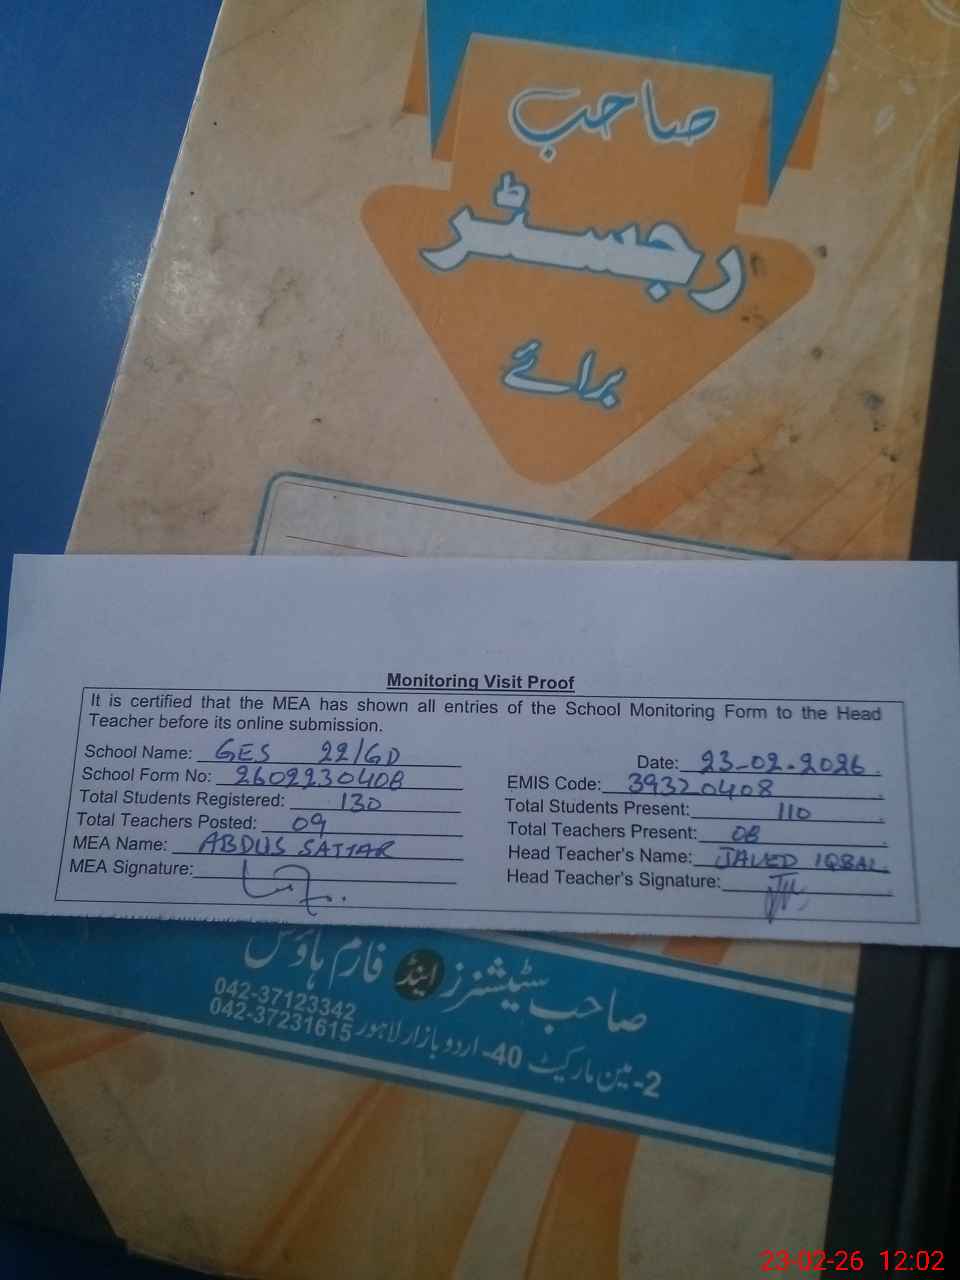 صاحب
رجسٹر
برائے
Monitoring Visit Proof
It is certified that the MEA has shown all entries of the School Monitoring Form to the Head
Teacher before its online submission.
School Name: GES 22/GD Date: 23-02-2026
School Form No: 2602230408 EMIS Code: 39320408
Total Students Registered: 130 Total Students Present: 110
Total Teachers Posted: 09 Total Teachers Present: 08
MEA Name: ABDUS SATTAR Head Teacher's Name: JAVED IQBAL
MEA Signature: Head Teacher's Signature:
صاحب سٹیشنرز اینڈ فارم ہاؤس
042-37123342
042-37231615
2-مین مارکیٹ 40-اردو بازار لاہور
23-02-26 12:02